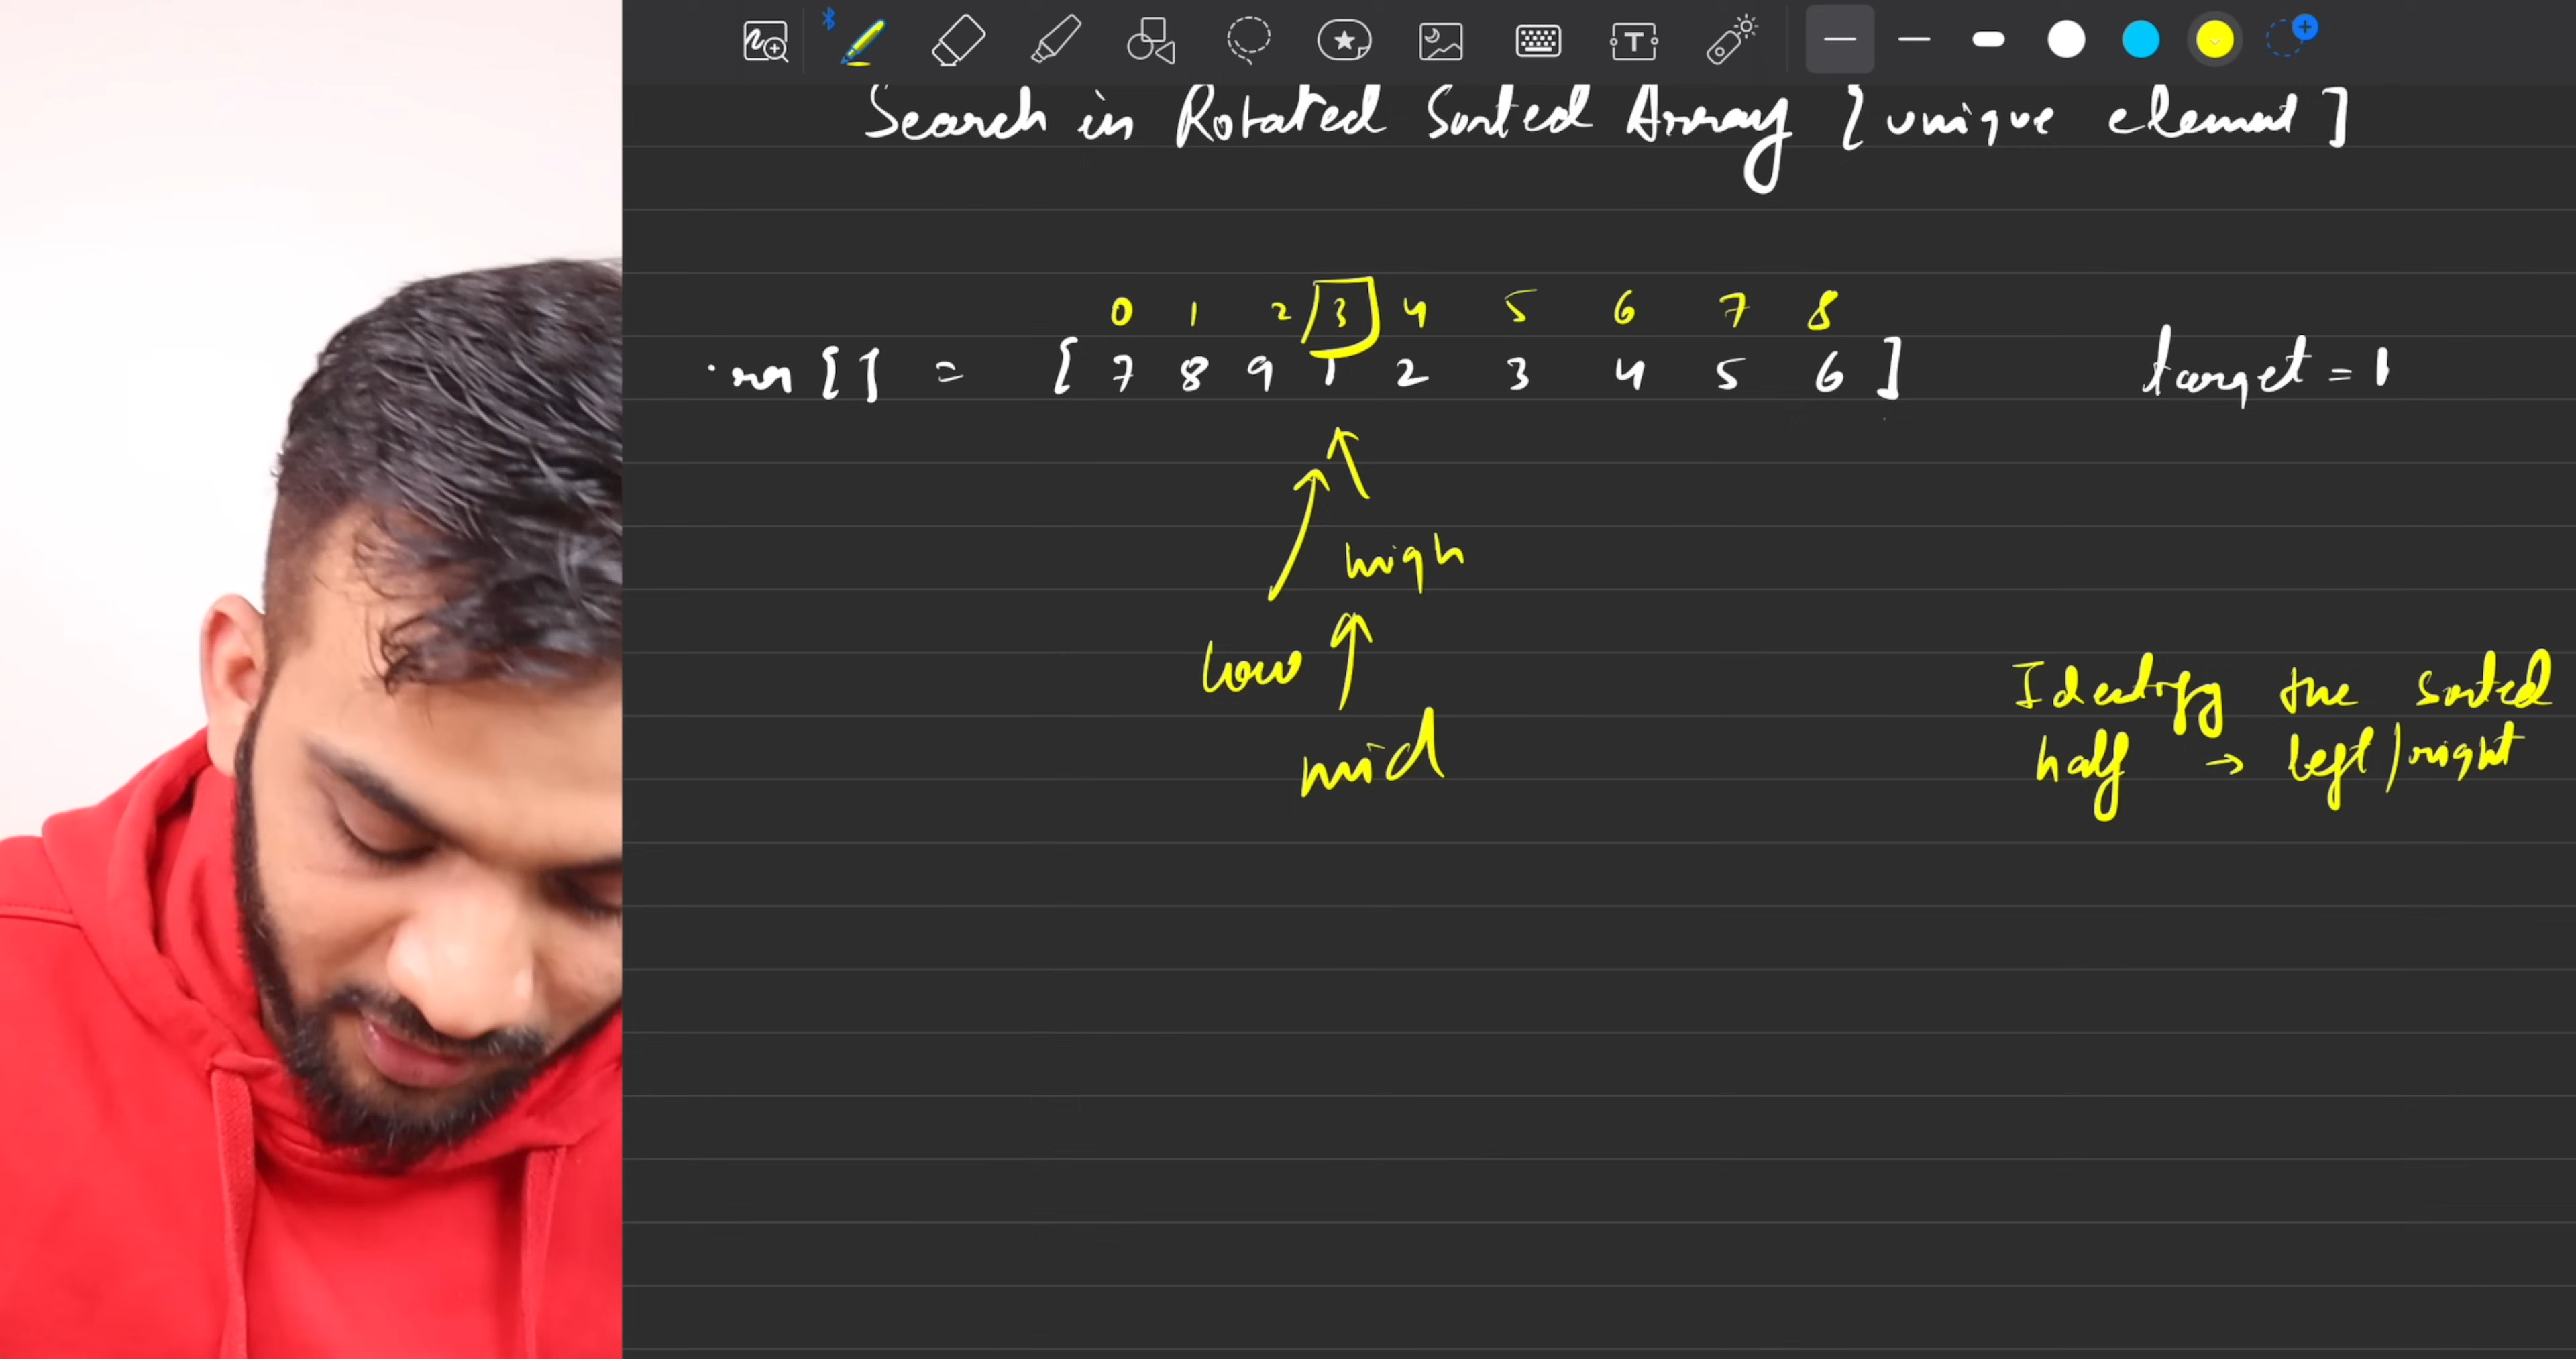 Search in Rotated Sorted Array [unique element]
0 1 2 3 4 5 6 7 8
arr[] = [ 7 8 9 1 2 3 4 5 6 ] target = 1
high
low
mid
Identify the sorted
half → left/right